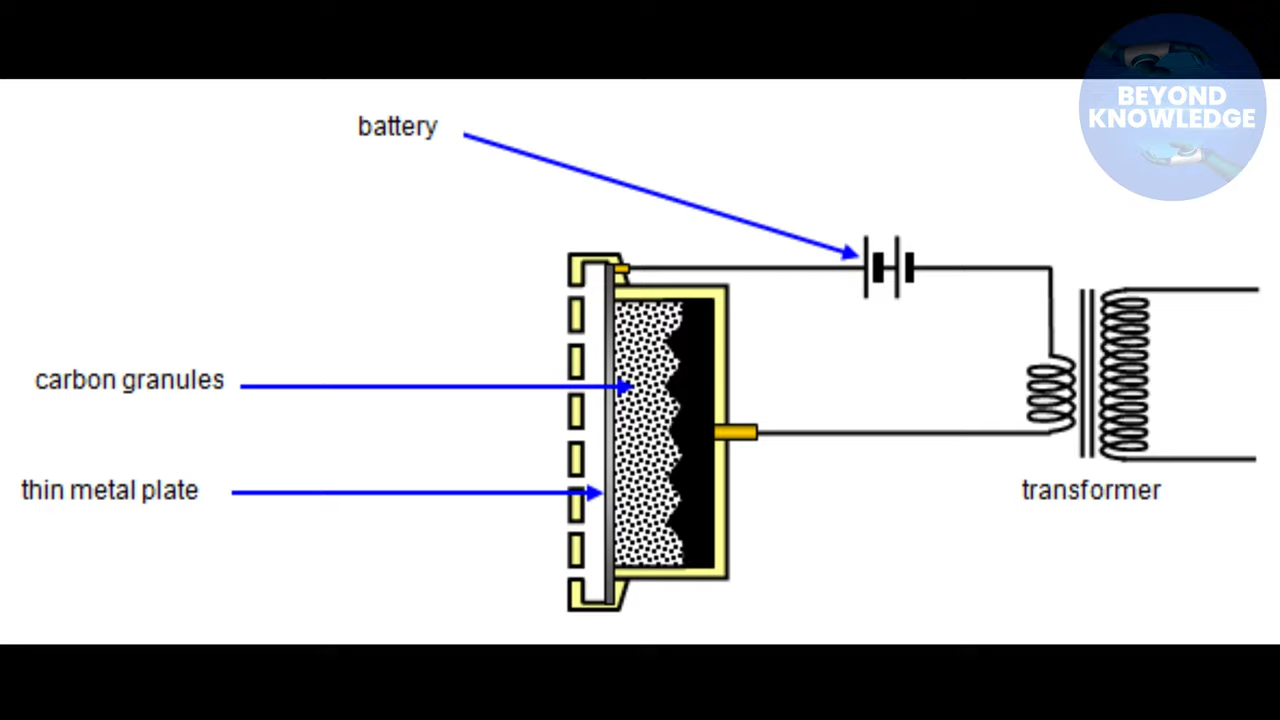 BEYOND
KNOWLEDGE
battery
carbon granules
thin metal plate
transformer